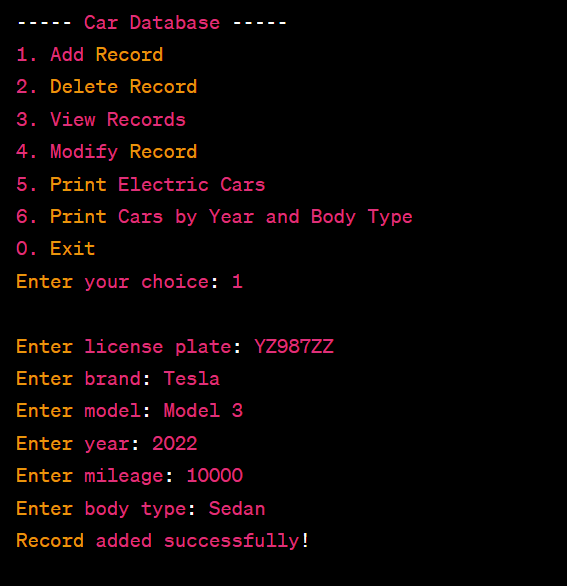 ----- Car Database -----
1. Add Record
2. Delete Record
3. View Records
4. Modify Record
5. Print Electric Cars
6. Print Cars by Year and Body Type
0. Exit
Enter your choice: 1
Enter license plate: YZ987ZZ
Enter brand: Tesla
Enter model: Model 3
Enter year: 2022
Enter mileage: 10000
Enter body type: Sedan
Record added successfully!